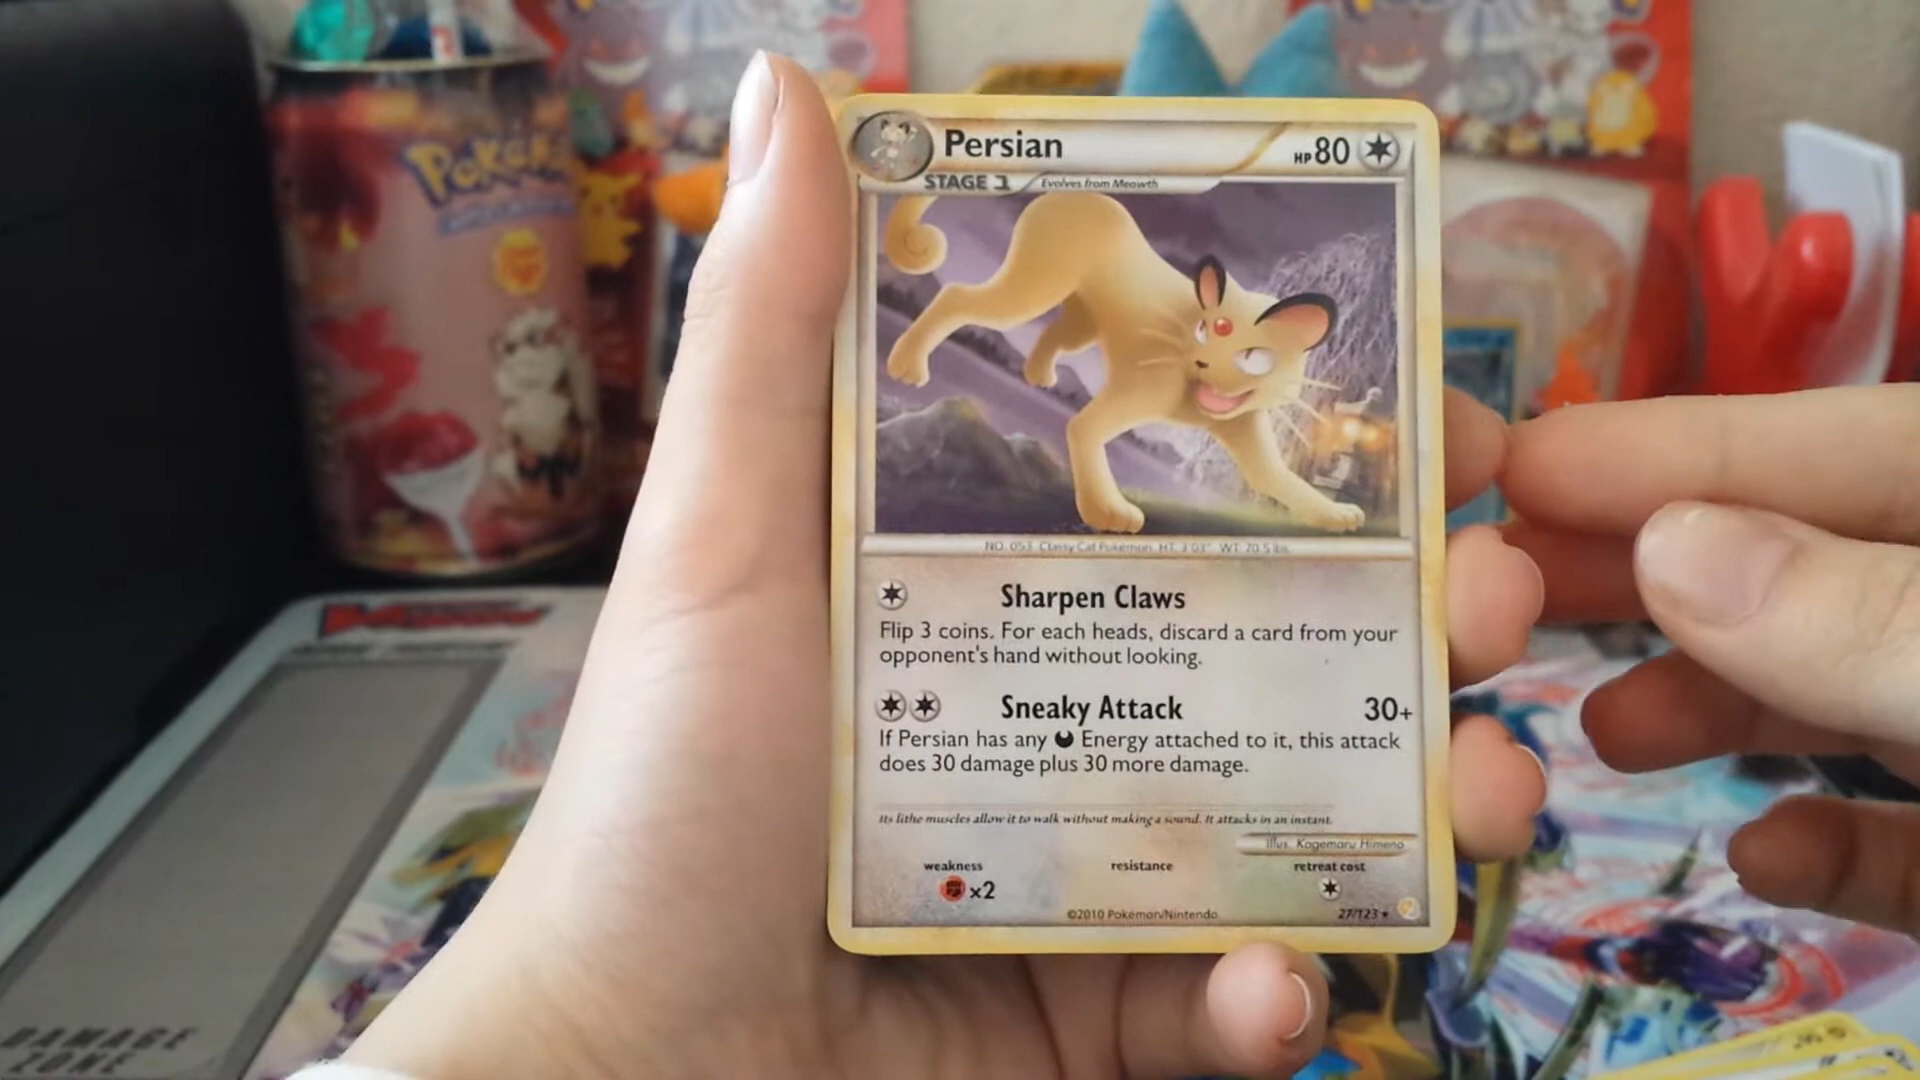 Pokémon
Persian
HP 80
STAGE 1
Evolves from Meowth
NO. 053 Classy Cat Pokémon HT: 3'03" WT: 70.5 lbs.
Sharpen Claws
Flip 3 coins. For each heads, discard a card from your
opponent's hand without looking.
Sneaky Attack 30+
If Persian has any Energy attached to it, this attack
does 30 damage plus 30 more damage.
Its lithe muscles allow it to walk without making a sound. It attacks in an instant.
Illus. Kagemaru Himeno
weakness resistance retreat cost
×2
©2010 Pokémon/Nintendo
27/123
DAMAGE
ZONE